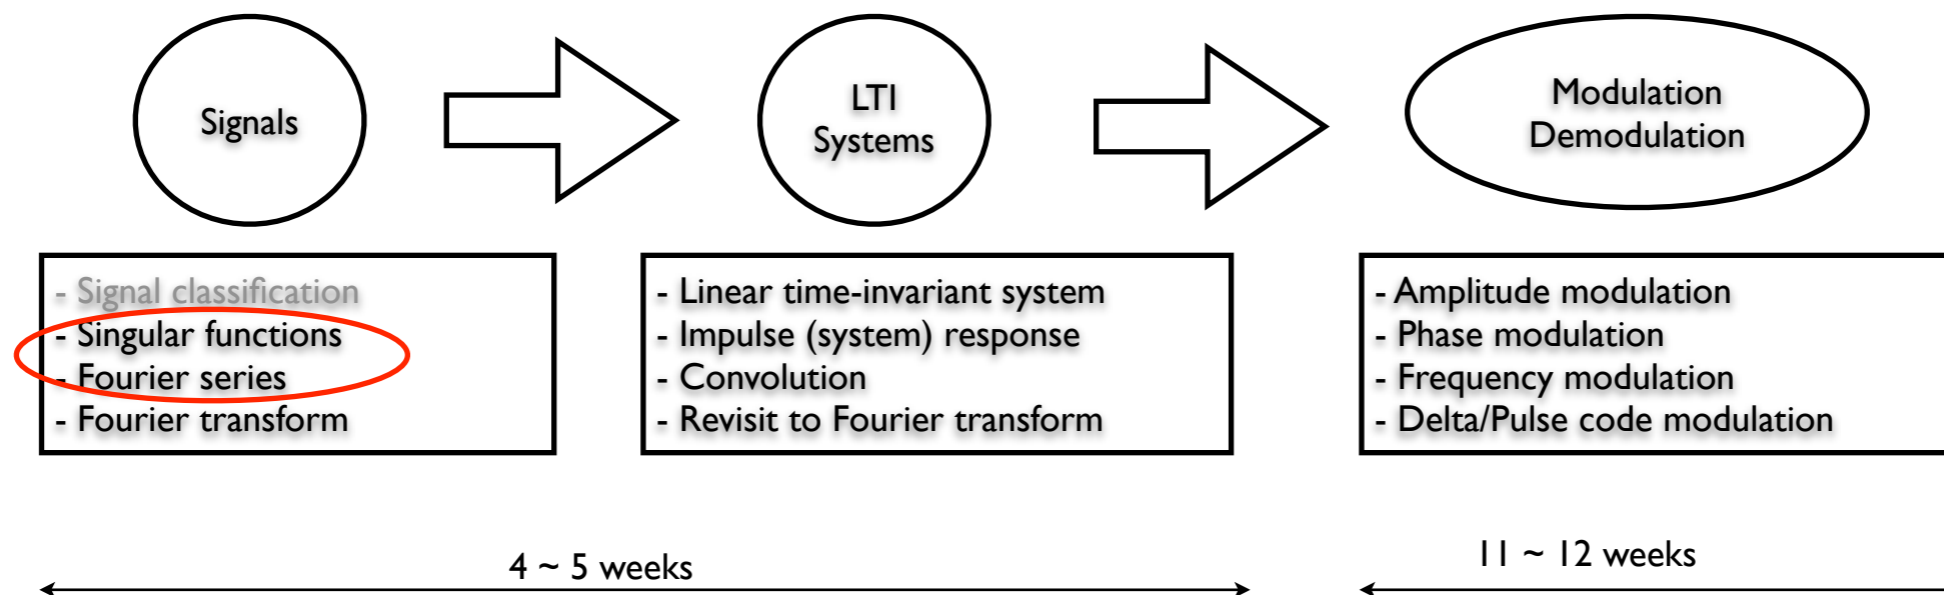 Signals
LTI
Systems
Modulation
Demodulation
- Signal classification
- Singular functions
- Fourier series
- Fourier transform
- Linear time-invariant system
- Impulse (system) response
- Convolution
- Revisit to Fourier transform
- Amplitude modulation
- Phase modulation
- Frequency modulation
- Delta/Pulse code modulation
4 ~ 5 weeks
11 ~ 12 weeks